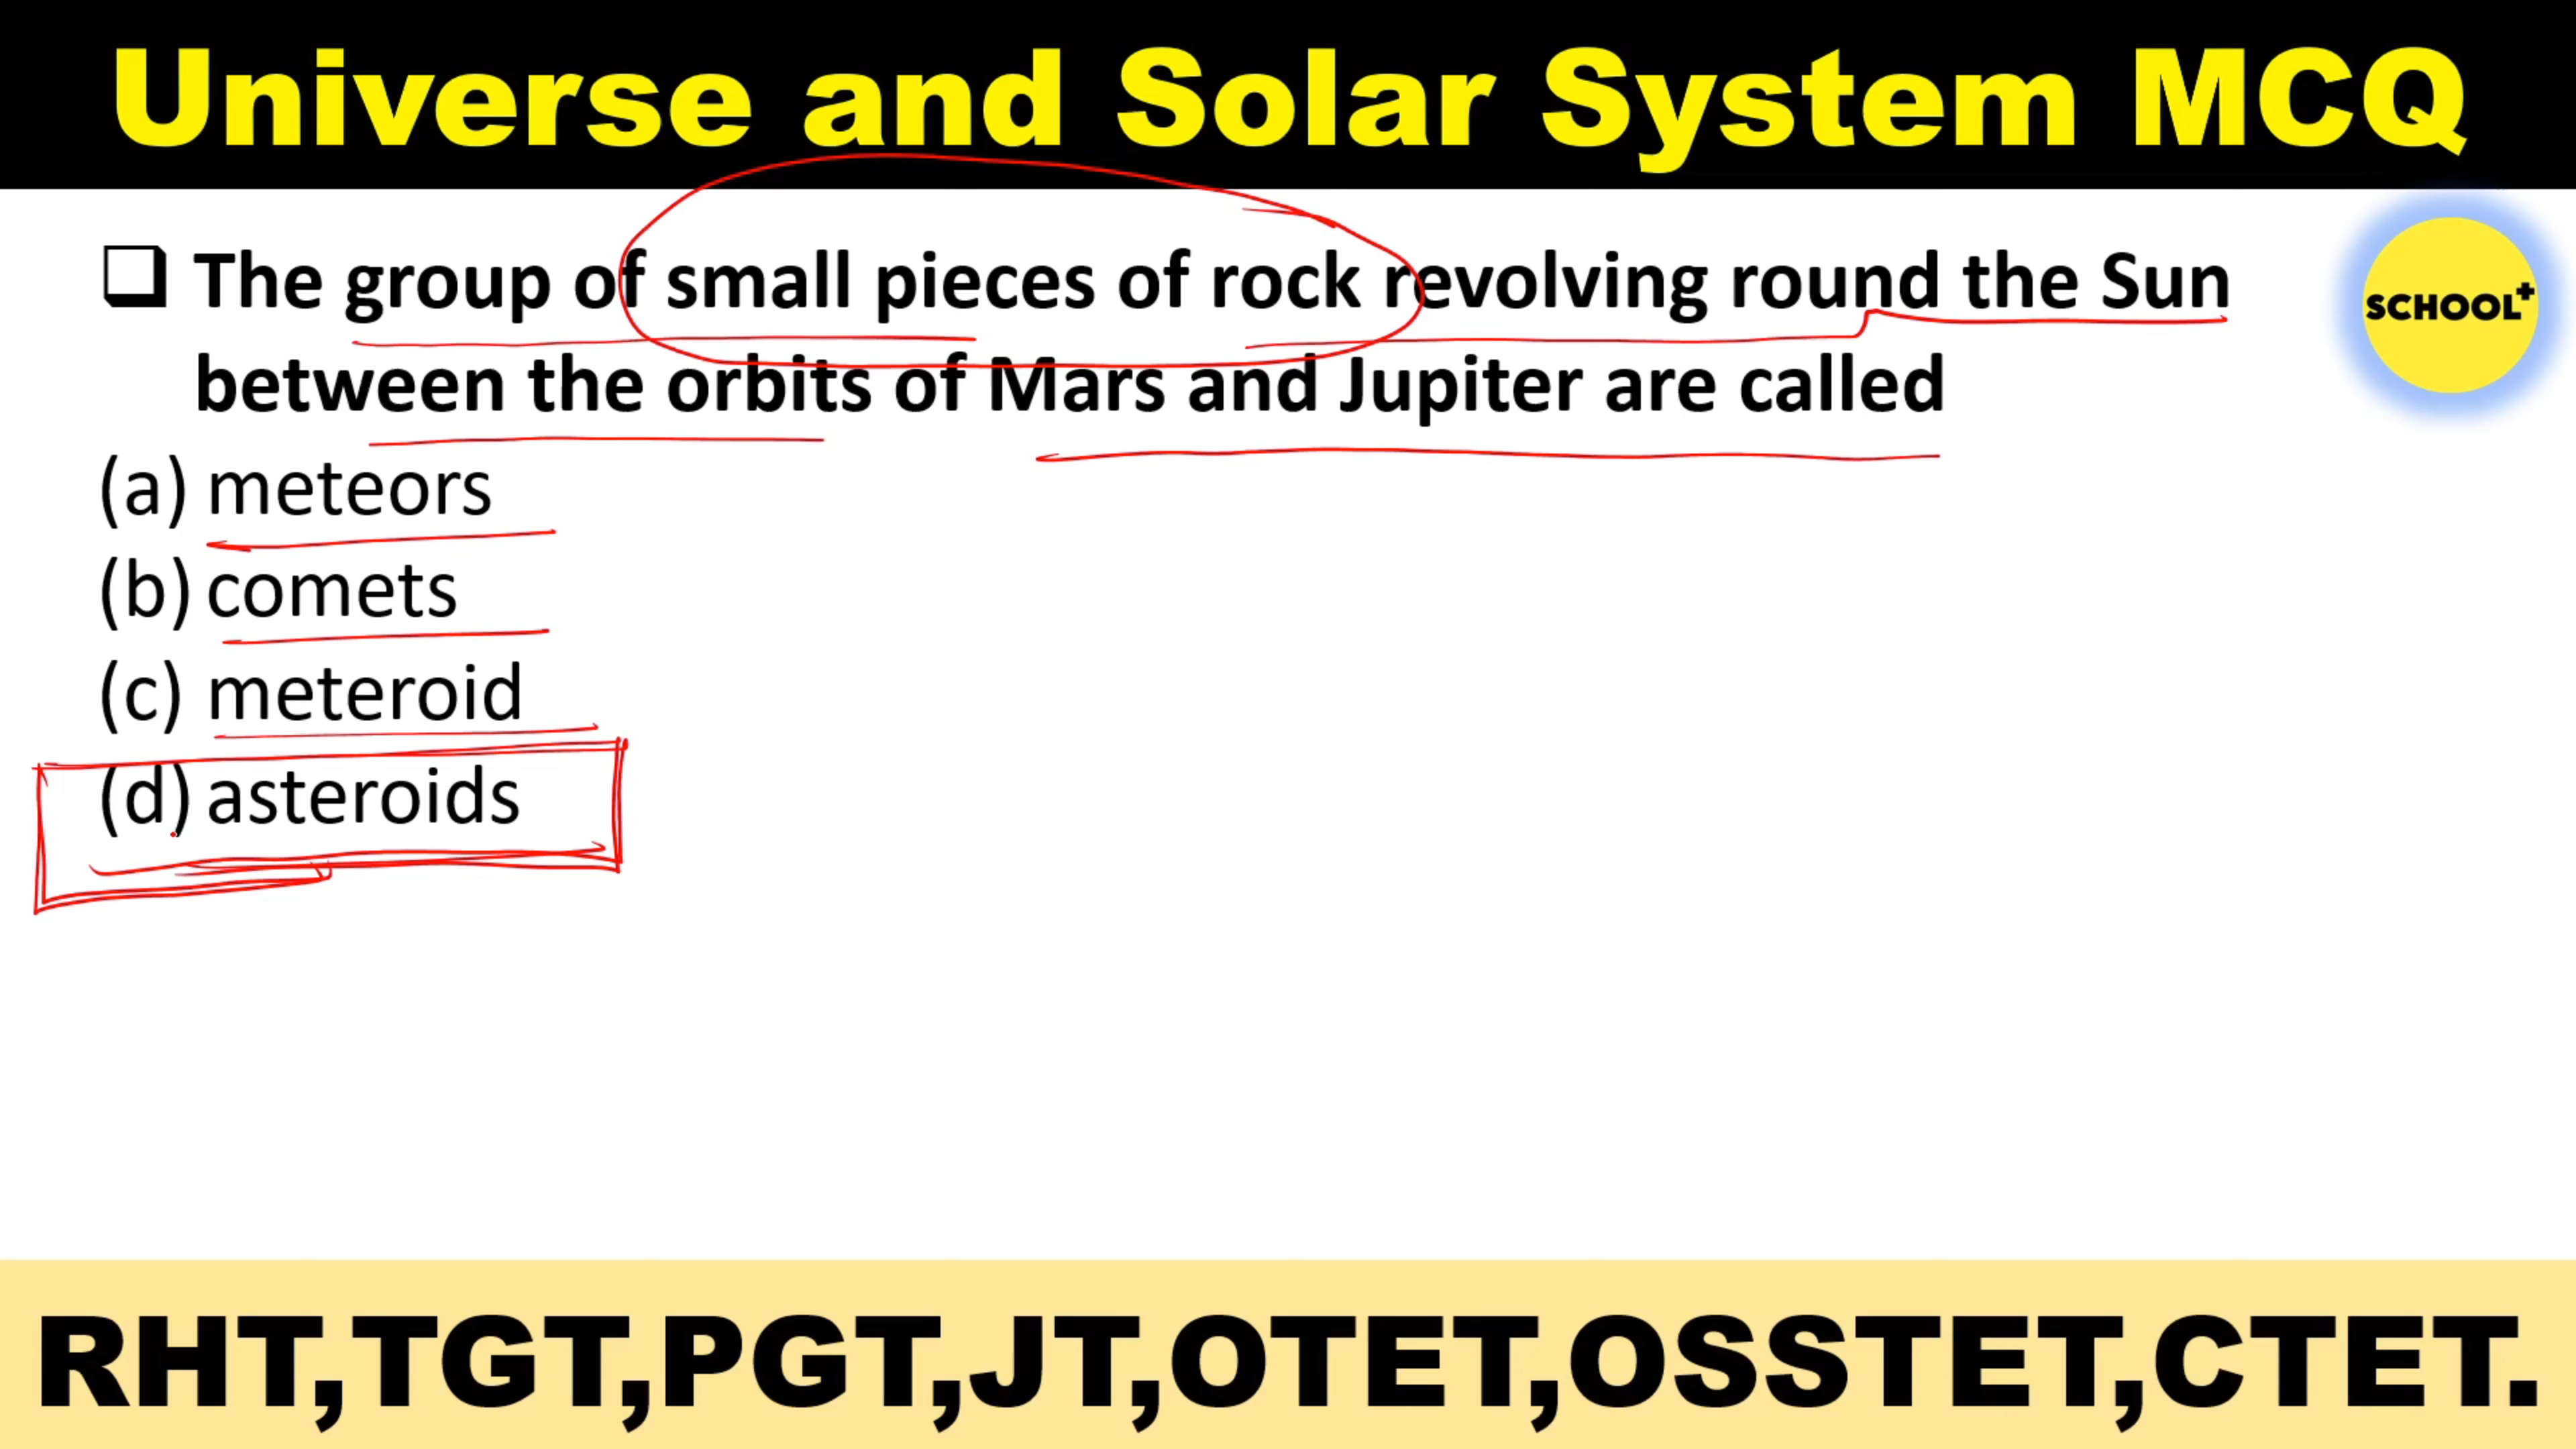 Universe and Solar System MCQ
The group of small pieces of rock revolving round the Sun
between the orbits of Mars and Jupiter are called
SCHOOL+
(a) meteors
(b) comets
(c) meteroid
(d) asteroids
RHT,TGT,PGT,JT,OTET,OSSTET,CTET.